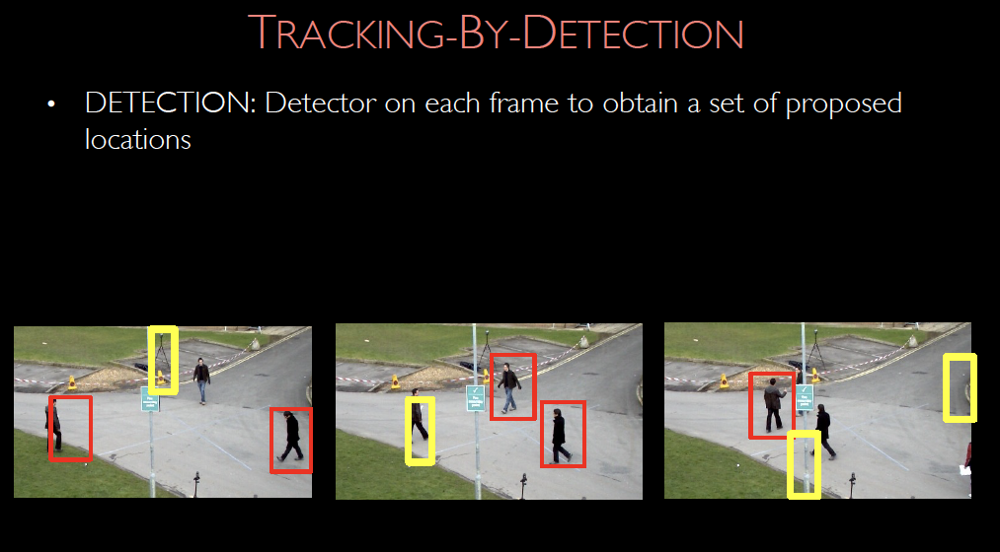 TRACKING-BY-DETECTION
• DETECTION: Detector on each frame to obtain a set of proposed
locations